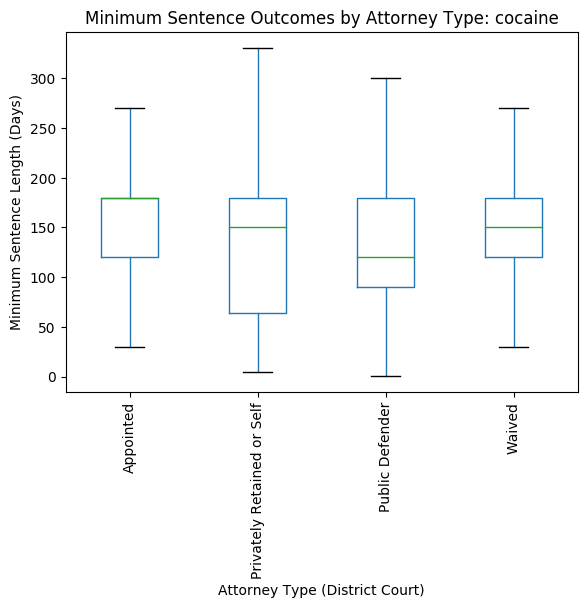 Minimum Sentence Outcomes by Attorney Type: cocaine
Minimum Sentence Length (Days)
300
250
200
150
100
50
0
Appointed
Privately Retained or Self
Public Defender
Waived
Attorney Type (District Court)